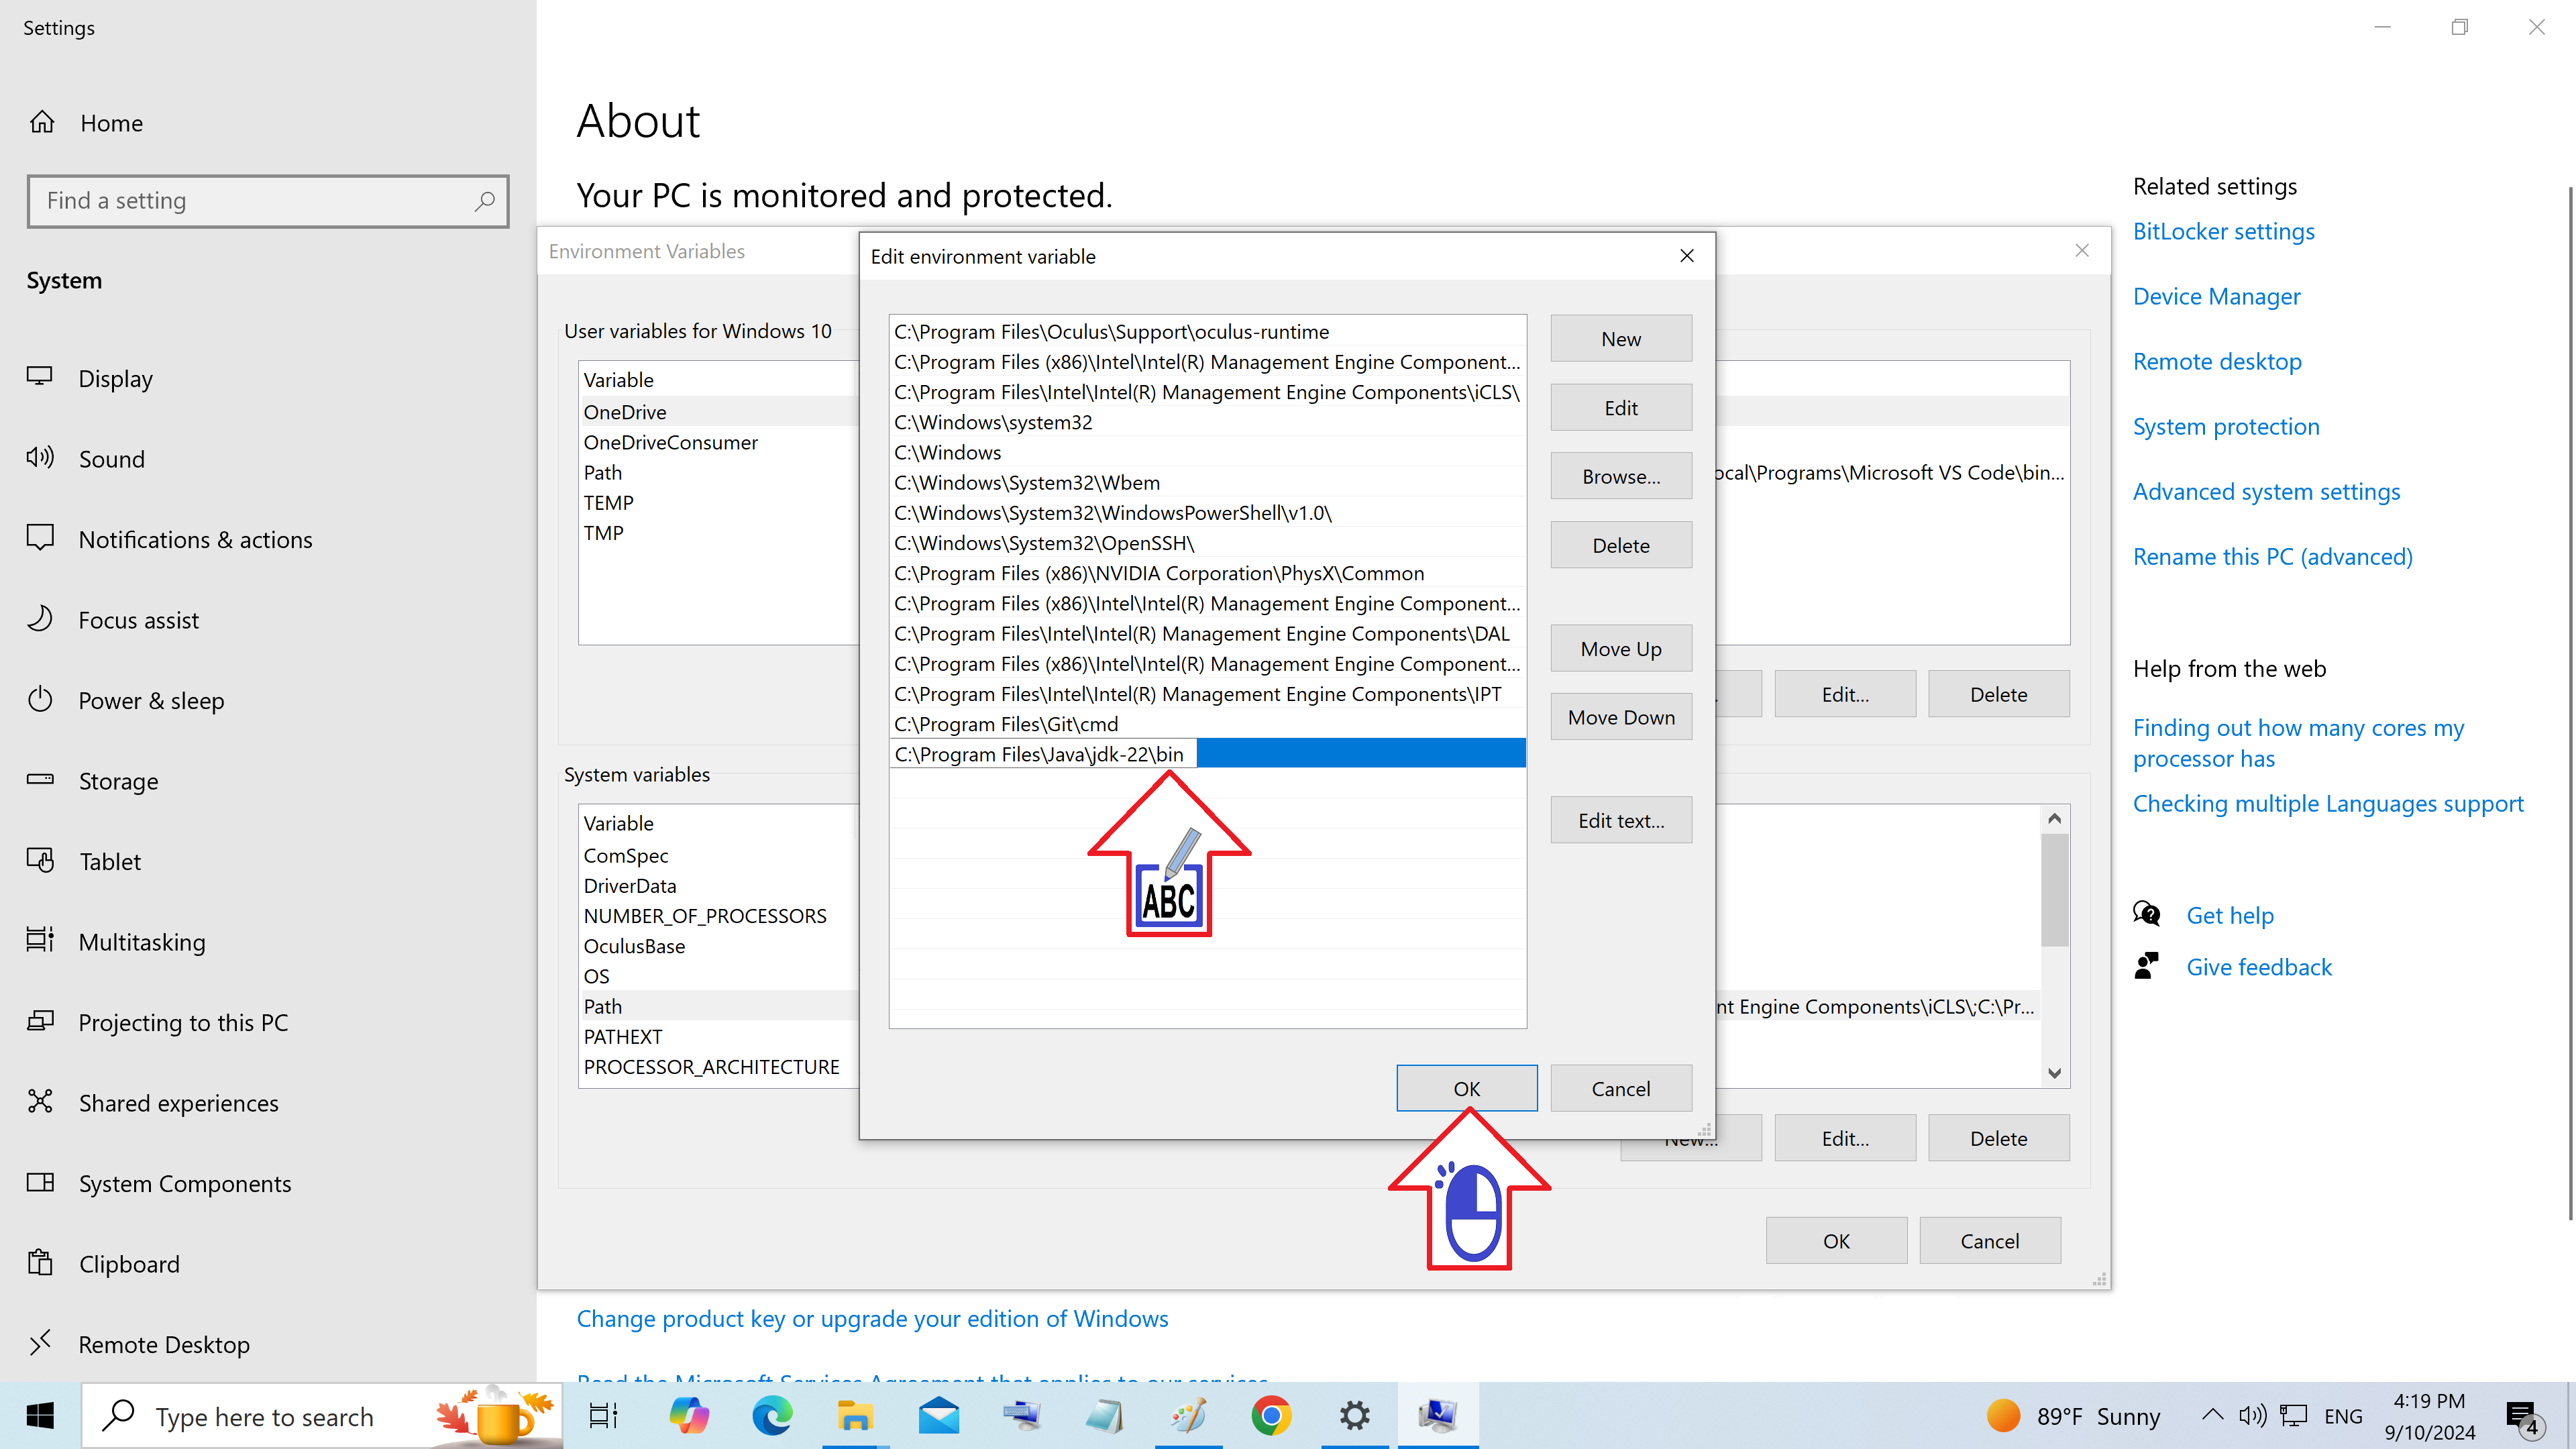 Settings
Home
Find a setting
System
Display
Sound
Notifications & actions
Focus assist
Power & sleep
Storage
Tablet
Multitasking
Projecting to this PC
Shared experiences
System Components
Clipboard
Remote Desktop
About
Your PC is monitored and protected.
Environment Variables
User variables for Windows 10
Variable
OneDrive
OneDriveConsumer
Path
TEMP
TMP
ocal\Programs\Microsoft VS Code\bin...
Edit...
Delete
System variables
Variable
ComSpec
DriverData
NUMBER_OF_PROCESSORS
OculusBase
OS
Path
PATHEXT
PROCESSOR_ARCHITECTURE
nt Engine Components\iCLS\;C:\Pr...
New...
Edit...
Delete
OK
Cancel
Edit environment variable
C:\Program Files\Oculus\Support\oculus-runtime
C:\Program Files (x86)\Intel\Intel(R) Management Engine Component...
C:\Program Files\Intel\Intel(R) Management Engine Components\iCLS\
C:\Windows\system32
C:\Windows
C:\Windows\System32\Wbem
C:\Windows\System32\WindowsPowerShell\v1.0\
C:\Windows\System32\OpenSSH\
C:\Program Files (x86)\NVIDIA Corporation\PhysX\Common
C:\Program Files (x86)\Intel\Intel(R) Management Engine Component...
C:\Program Files\Intel\Intel(R) Management Engine Components\DAL
C:\Program Files (x86)\Intel\Intel(R) Management Engine Component...
C:\Program Files\Intel\Intel(R) Management Engine Components\IPT
C:\Program Files\Git\cmd
C:\Program Files\Java\jdk-22\bin
ABC
New
Edit
Browse...
Delete
Move Up
Move Down
Edit text...
OK
Cancel
Change product key or upgrade your edition of Windows
Read the Microsoft Services Agreement that applies to our services
Related settings
BitLocker settings
Device Manager
Remote desktop
System protection
Advanced system settings
Rename this PC (advanced)
Help from the web
Finding out how many cores my
processor has
Checking multiple Languages support
Get help
Give feedback
Type here to search
89°F Sunny
ENG
4:19 PM
9/10/2024
4